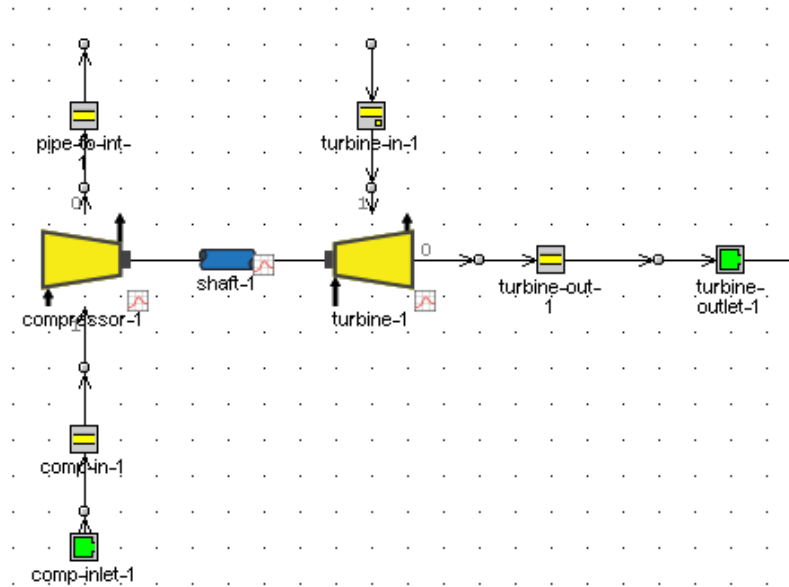 pipe-to-int-
1
turbine-in-1
0
1
0
shaft-1
turbine-out-
1
turbine-
outlet-1
compressor-1
turbine-1
1
comp-in-1
comp-inlet-1